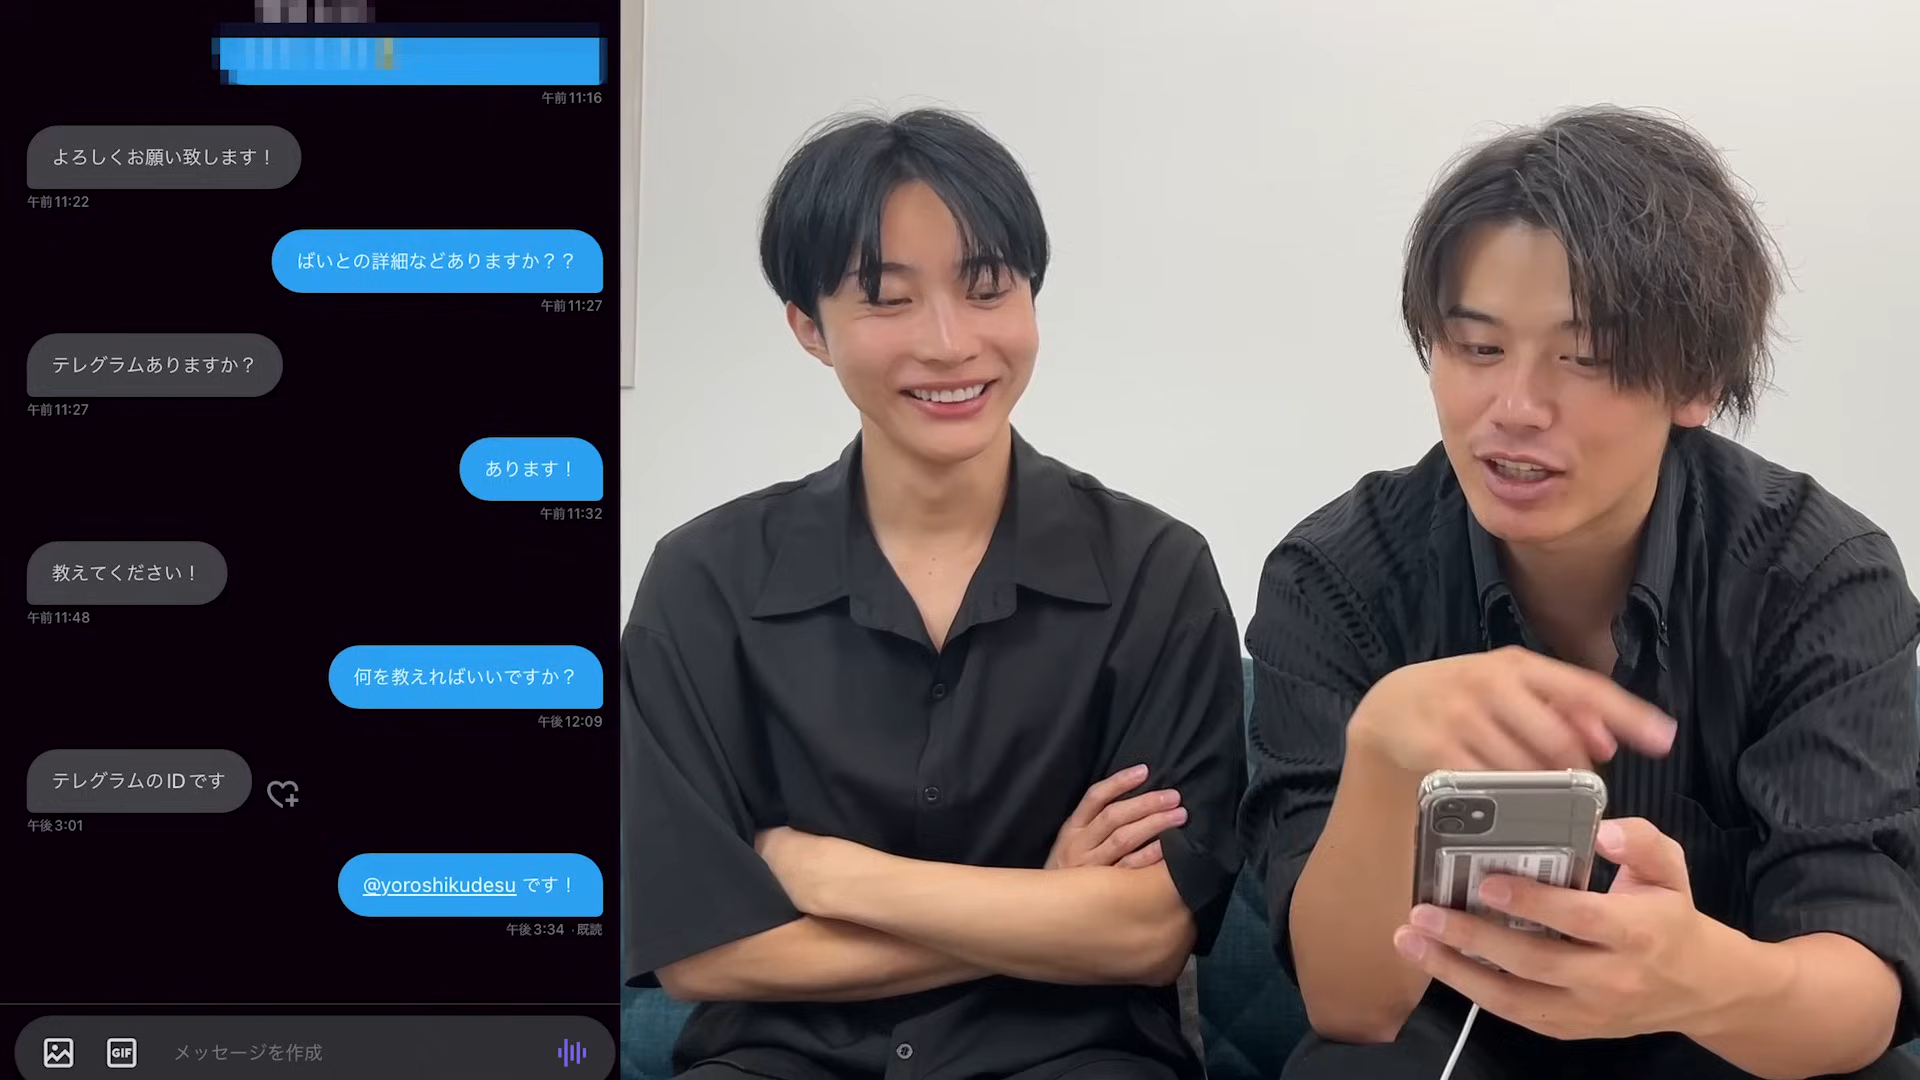 午前11:16
よろしくお願い致します！
午前11:22
ばいとの詳細などありますか？？
午前11:27
テレグラムありますか？
午前11:27
あります！
午前11:32
教えてください！
午前11:48
何を教えればいいですか？
午後12:09
テレグラムのIDです
午後3:01
@yoroshikudesu です！
午後3:34 · 既読
GIF
メッセージを作成